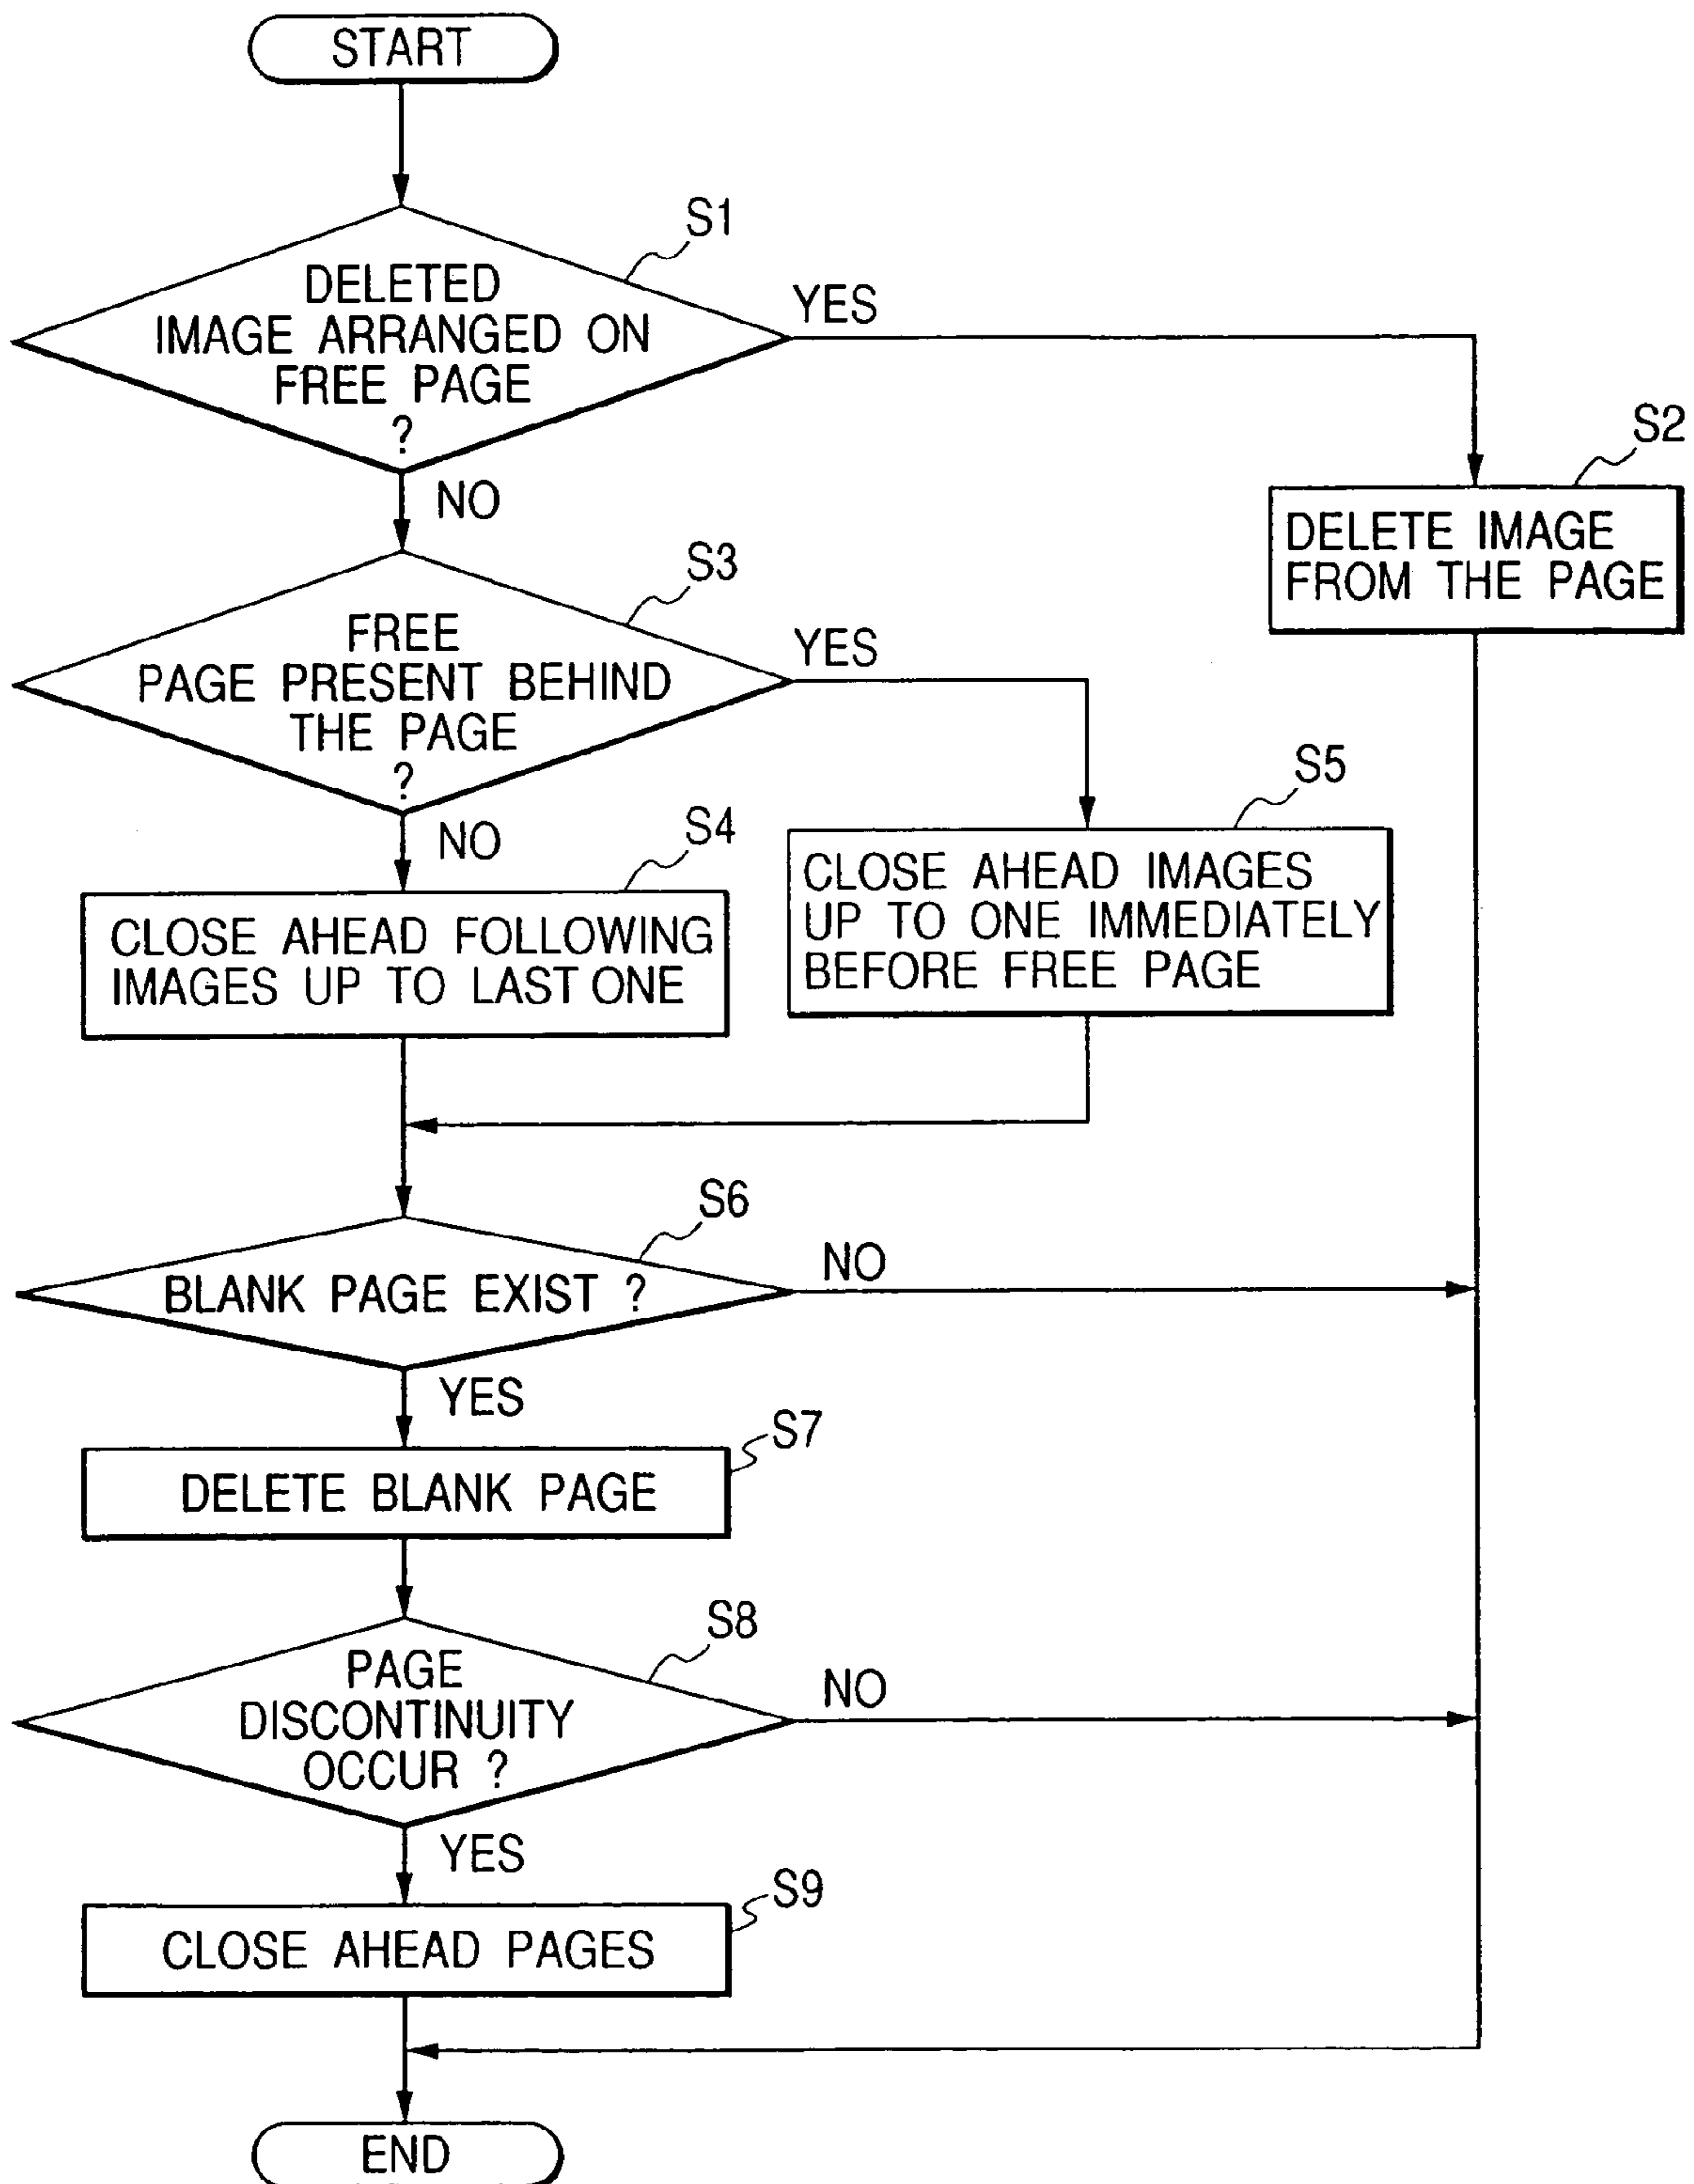 START
S1
DELETED
IMAGE ARRANGED ON
FREE PAGE
?
YES
NO
S2
DELETE IMAGE
FROM THE PAGE
S3
FREE
PAGE PRESENT BEHIND
THE PAGE
?
YES
NO
S4
CLOSE AHEAD FOLLOWING
IMAGES UP TO LAST ONE
S5
CLOSE AHEAD IMAGES
UP TO ONE IMMEDIATELY
BEFORE FREE PAGE
S6
BLANK PAGE EXIST ?
NO
YES
S7
DELETE BLANK PAGE
S8
PAGE
DISCONTINUITY
OCCUR ?
NO
YES
S9
CLOSE AHEAD PAGES
END